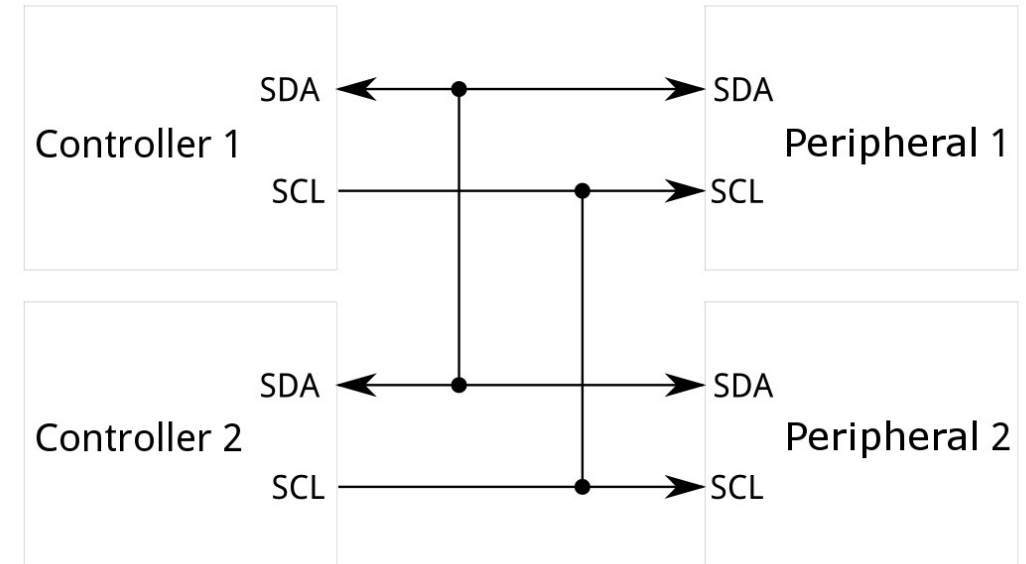 SDA
SDA
Controller 1
Peripheral 1
SCL
SCL
SDA
SDA
Controller 2
Peripheral 2
SCL
SCL